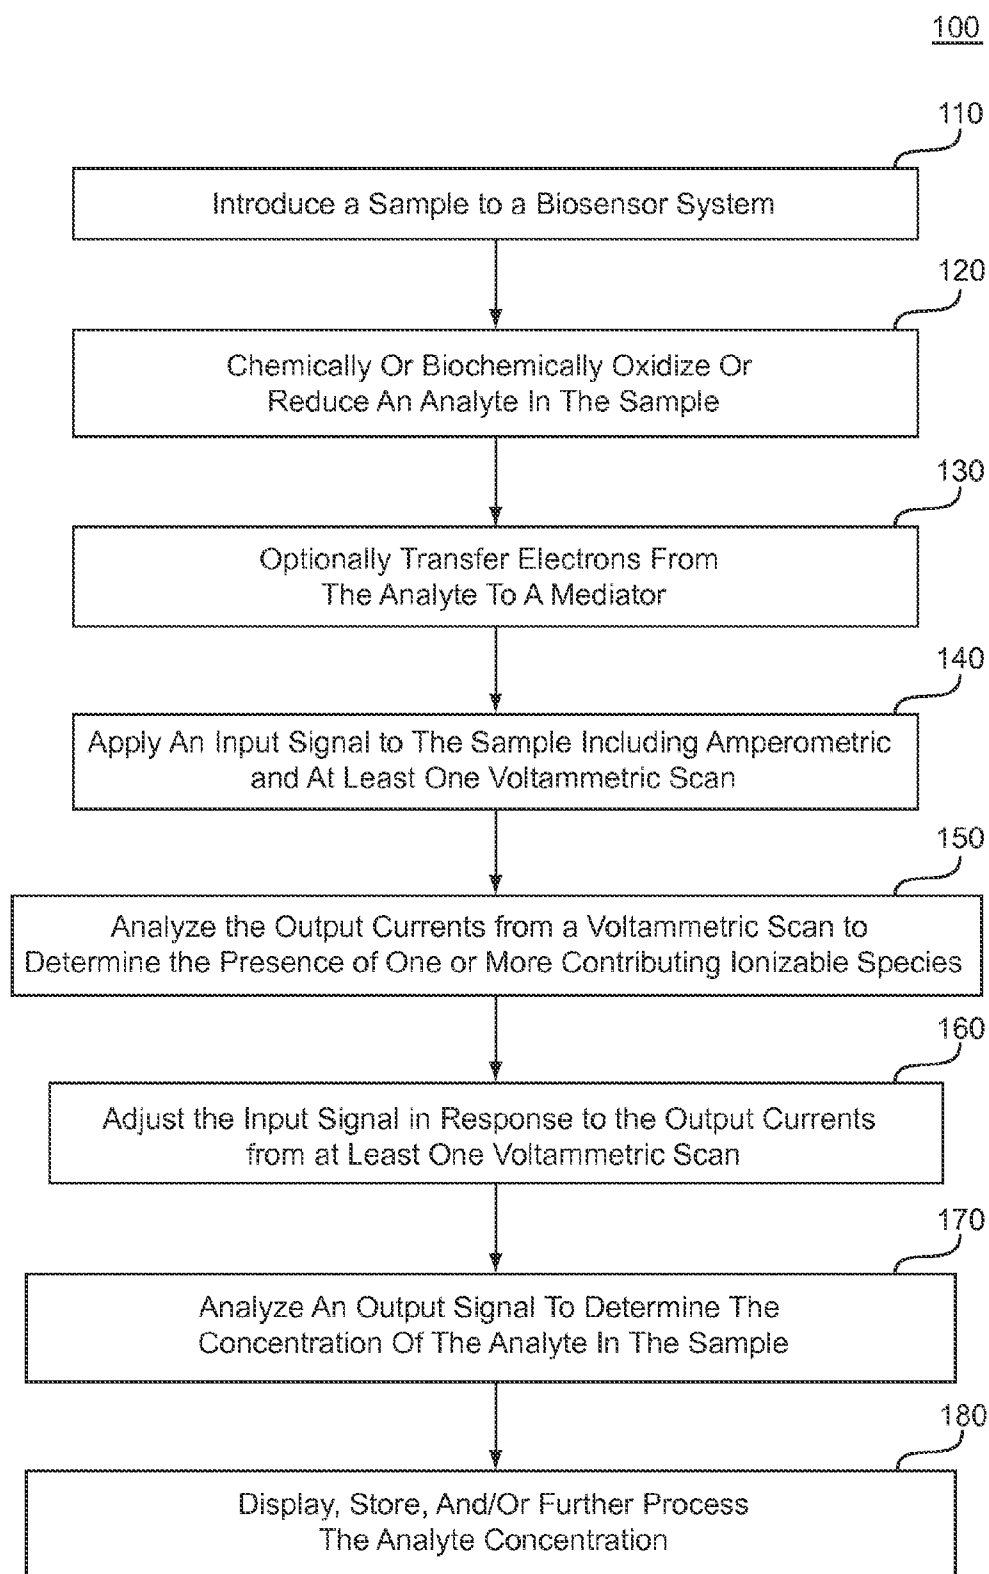 100
110
Introduce a Sample to a Biosensor System
120
Chemically Or Biochemically Oxidize Or
Reduce An Analyte In The Sample
130
Optionally Transfer Electrons From
The Analyte To A Mediator
140
Apply An Input Signal to The Sample Including Amperometric
and At Least One Voltammetric Scan
150
Analyze the Output Currents from a Voltammetric Scan to
Determine the Presence of One or More Contributing Ionizable Species
160
Adjust the Input Signal in Response to the Output Currents
from at Least One Voltammetric Scan
170
Analyze An Output Signal To Determine The
Concentration Of The Analyte In The Sample
180
Display, Store, And/Or Further Process
The Analyte Concentration